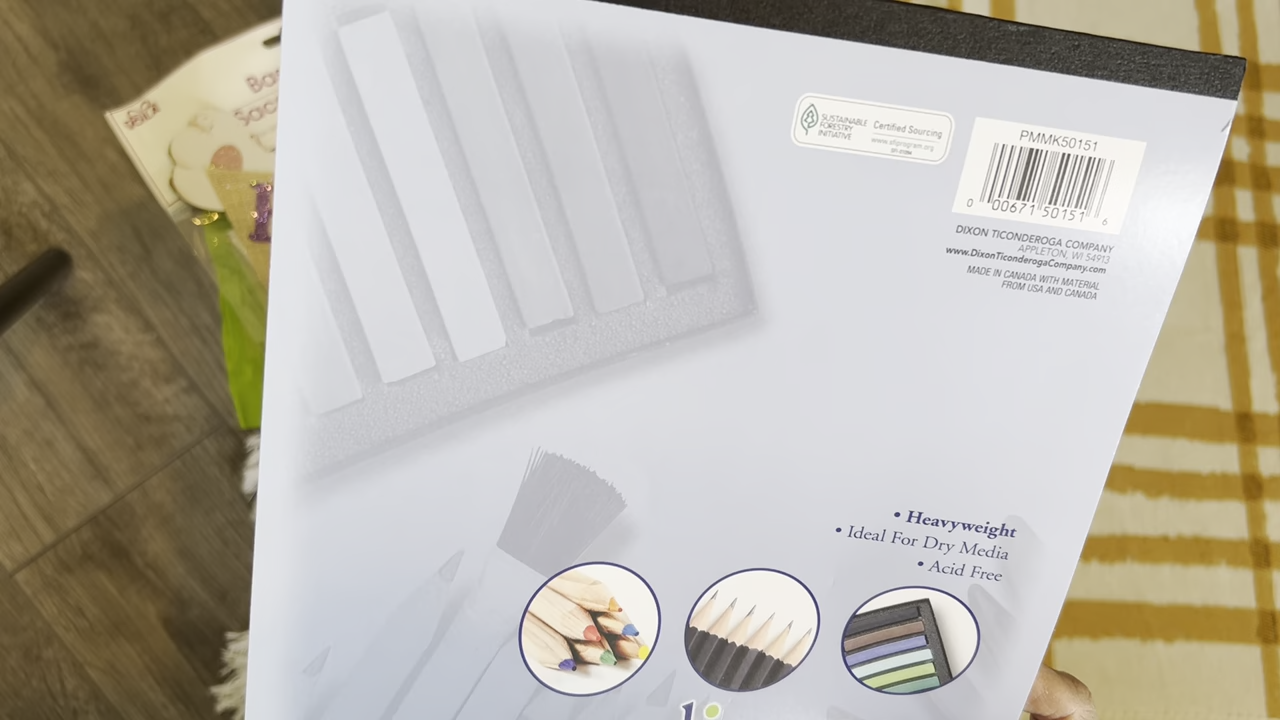 SUSTAINABLE
FORESTRY
INITIATIVE
Certified Sourcing
www.sfiprogram.org
PMMK50151
0 00671 50151 6
DIXON TICONDEROGA COMPANY
APPLETON, WI 54913
www.DixonTiconderogaCompany.com
MADE IN CANADA WITH MATERIAL
FROM USA AND CANADA
• Heavyweight
• Ideal For Dry Media
• Acid Free